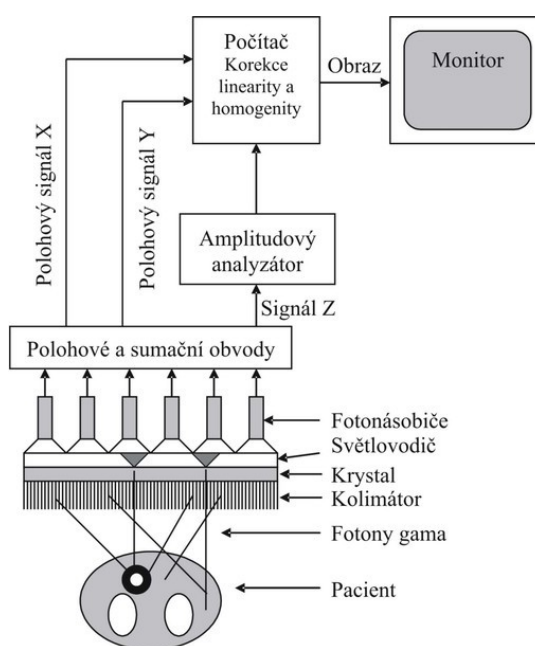 Počítač
Korekce
linearity a
homogenity
Obraz
Monitor
Polohový signál X
Polohový signál Y
Amplitudový
analyzátor
Signál Z
Polohové a sumační obvody
Fotonásobiče
Světlovodič
Krystal
Kolimátor
Fotony gama
Pacient